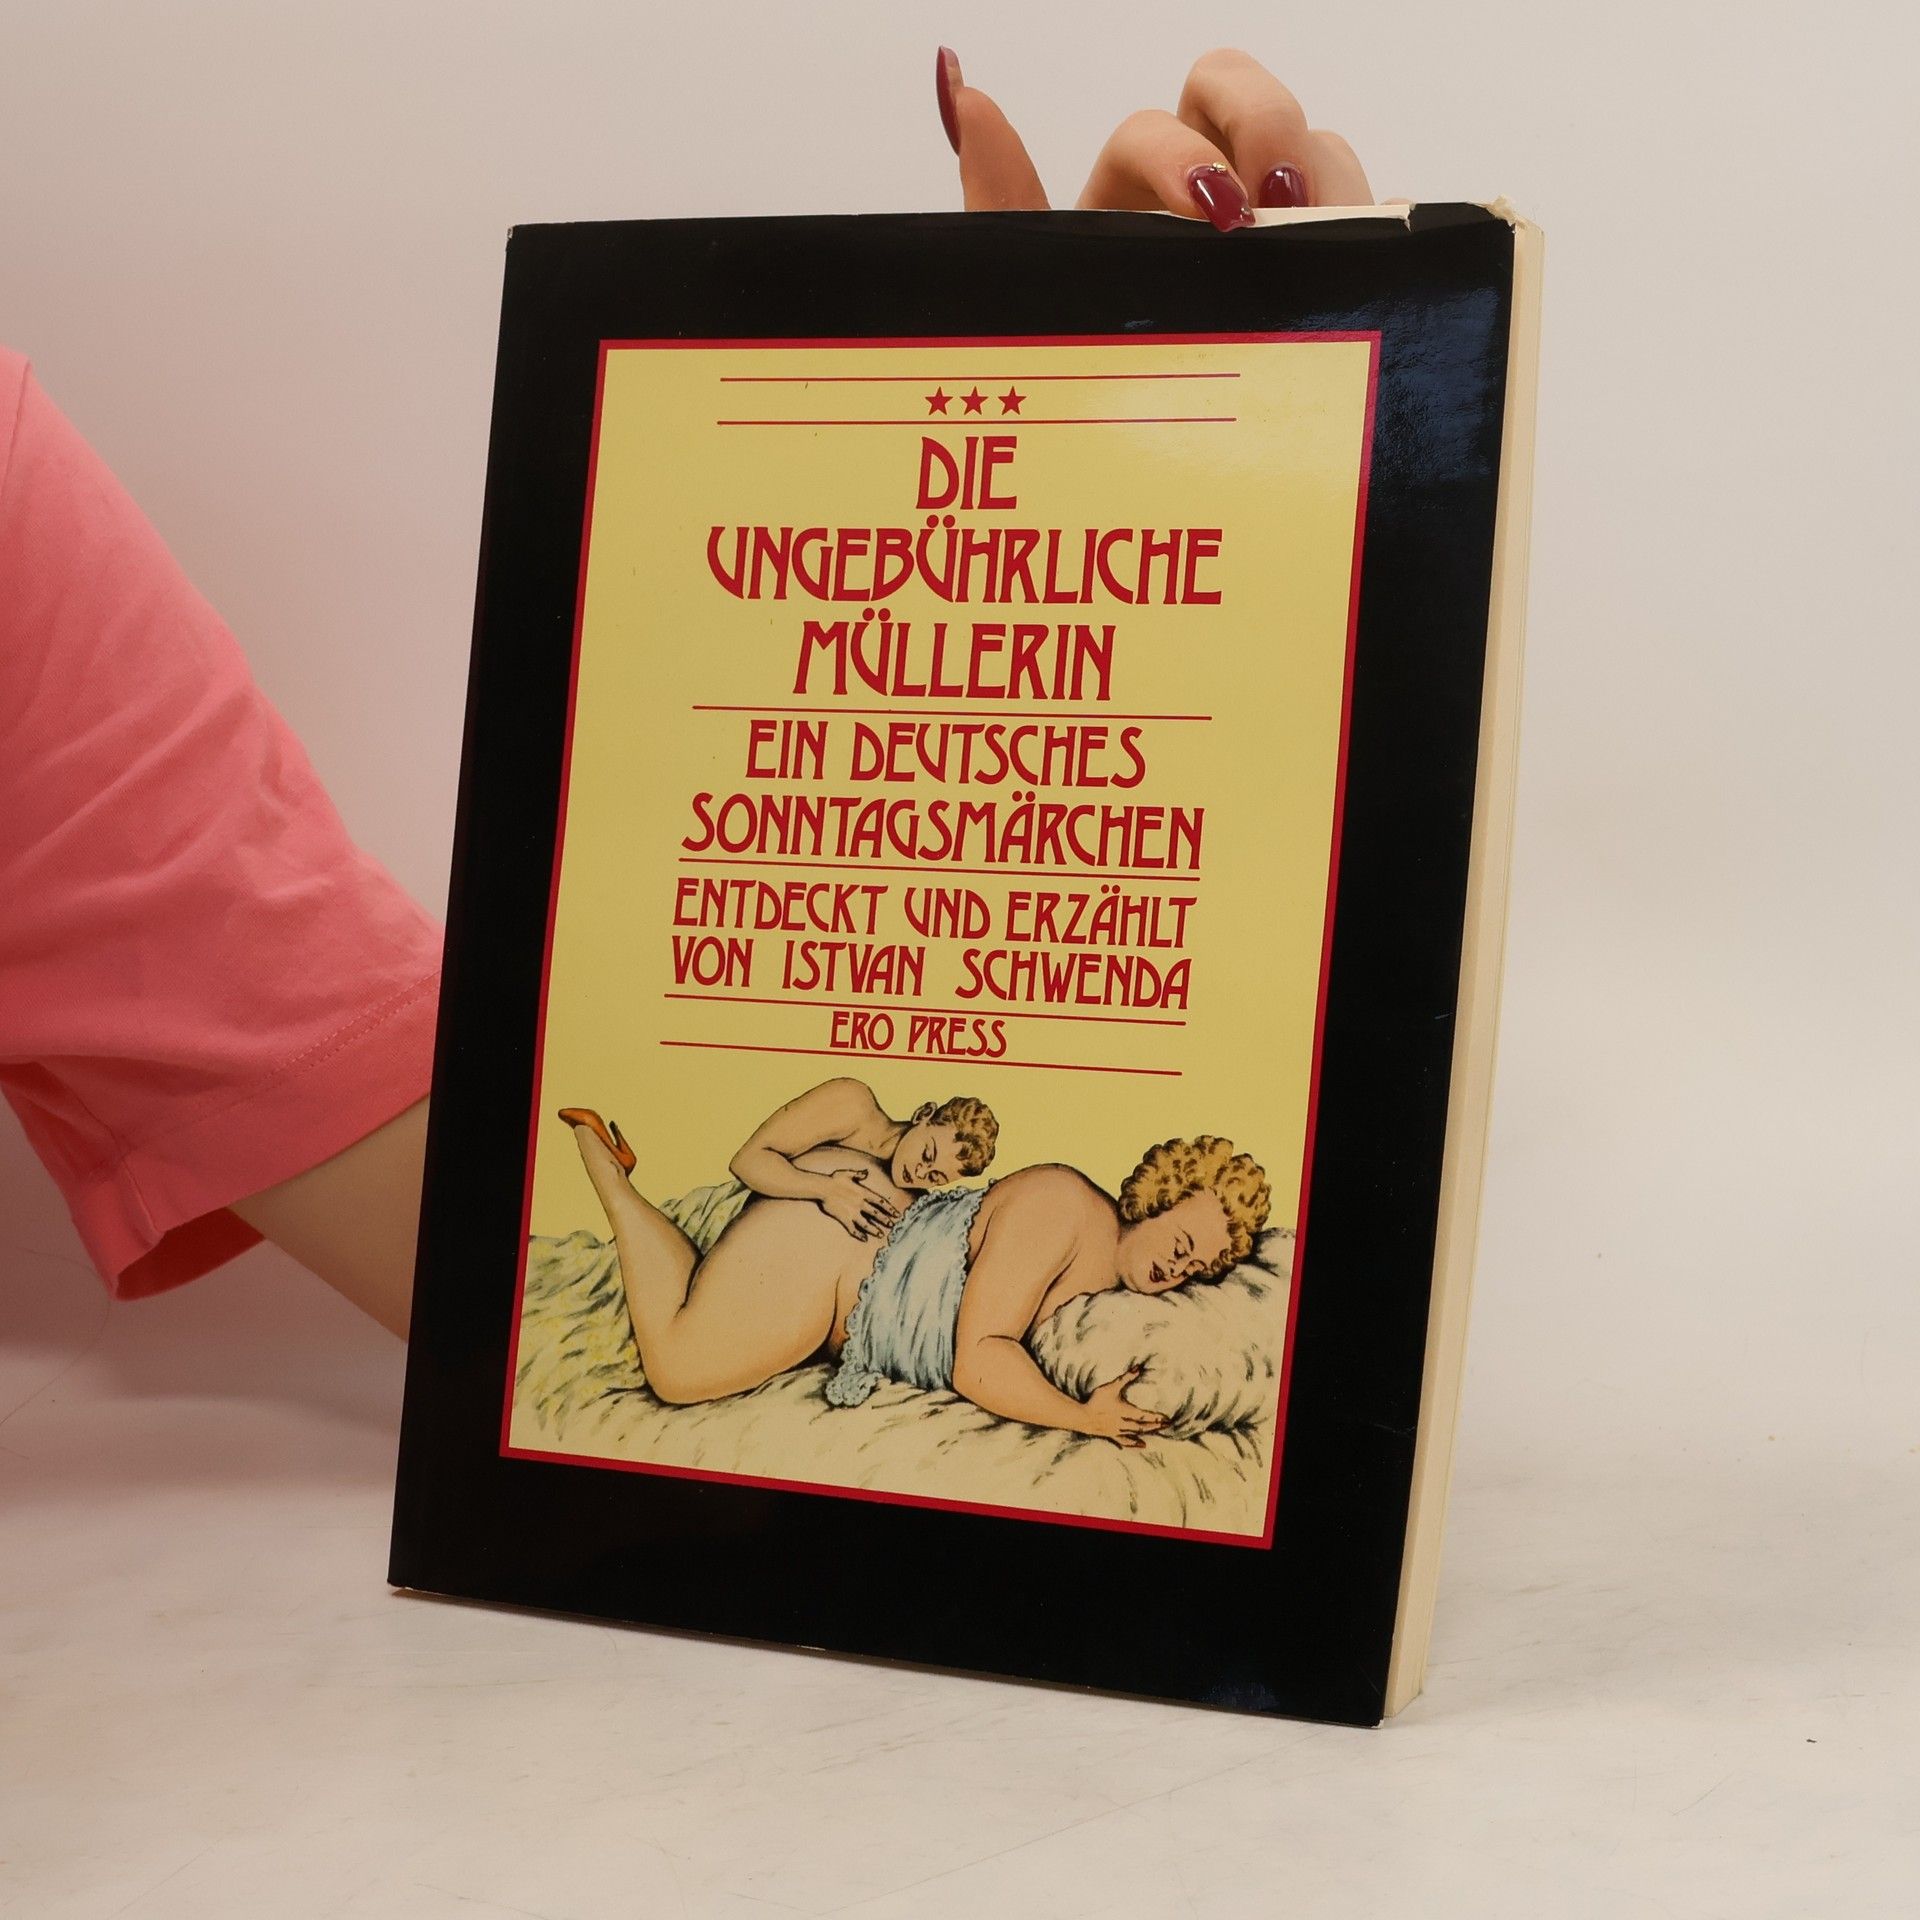 ★★★
DIE
UNGEBÜHRLICHE
MÜLLERIN
EIN DEUTSCHES
SONNTAGSMÄRCHEN
ENTDECKT UND ERZÄHLT
VON ISTVAN SCHWENDA
ERO PRESS